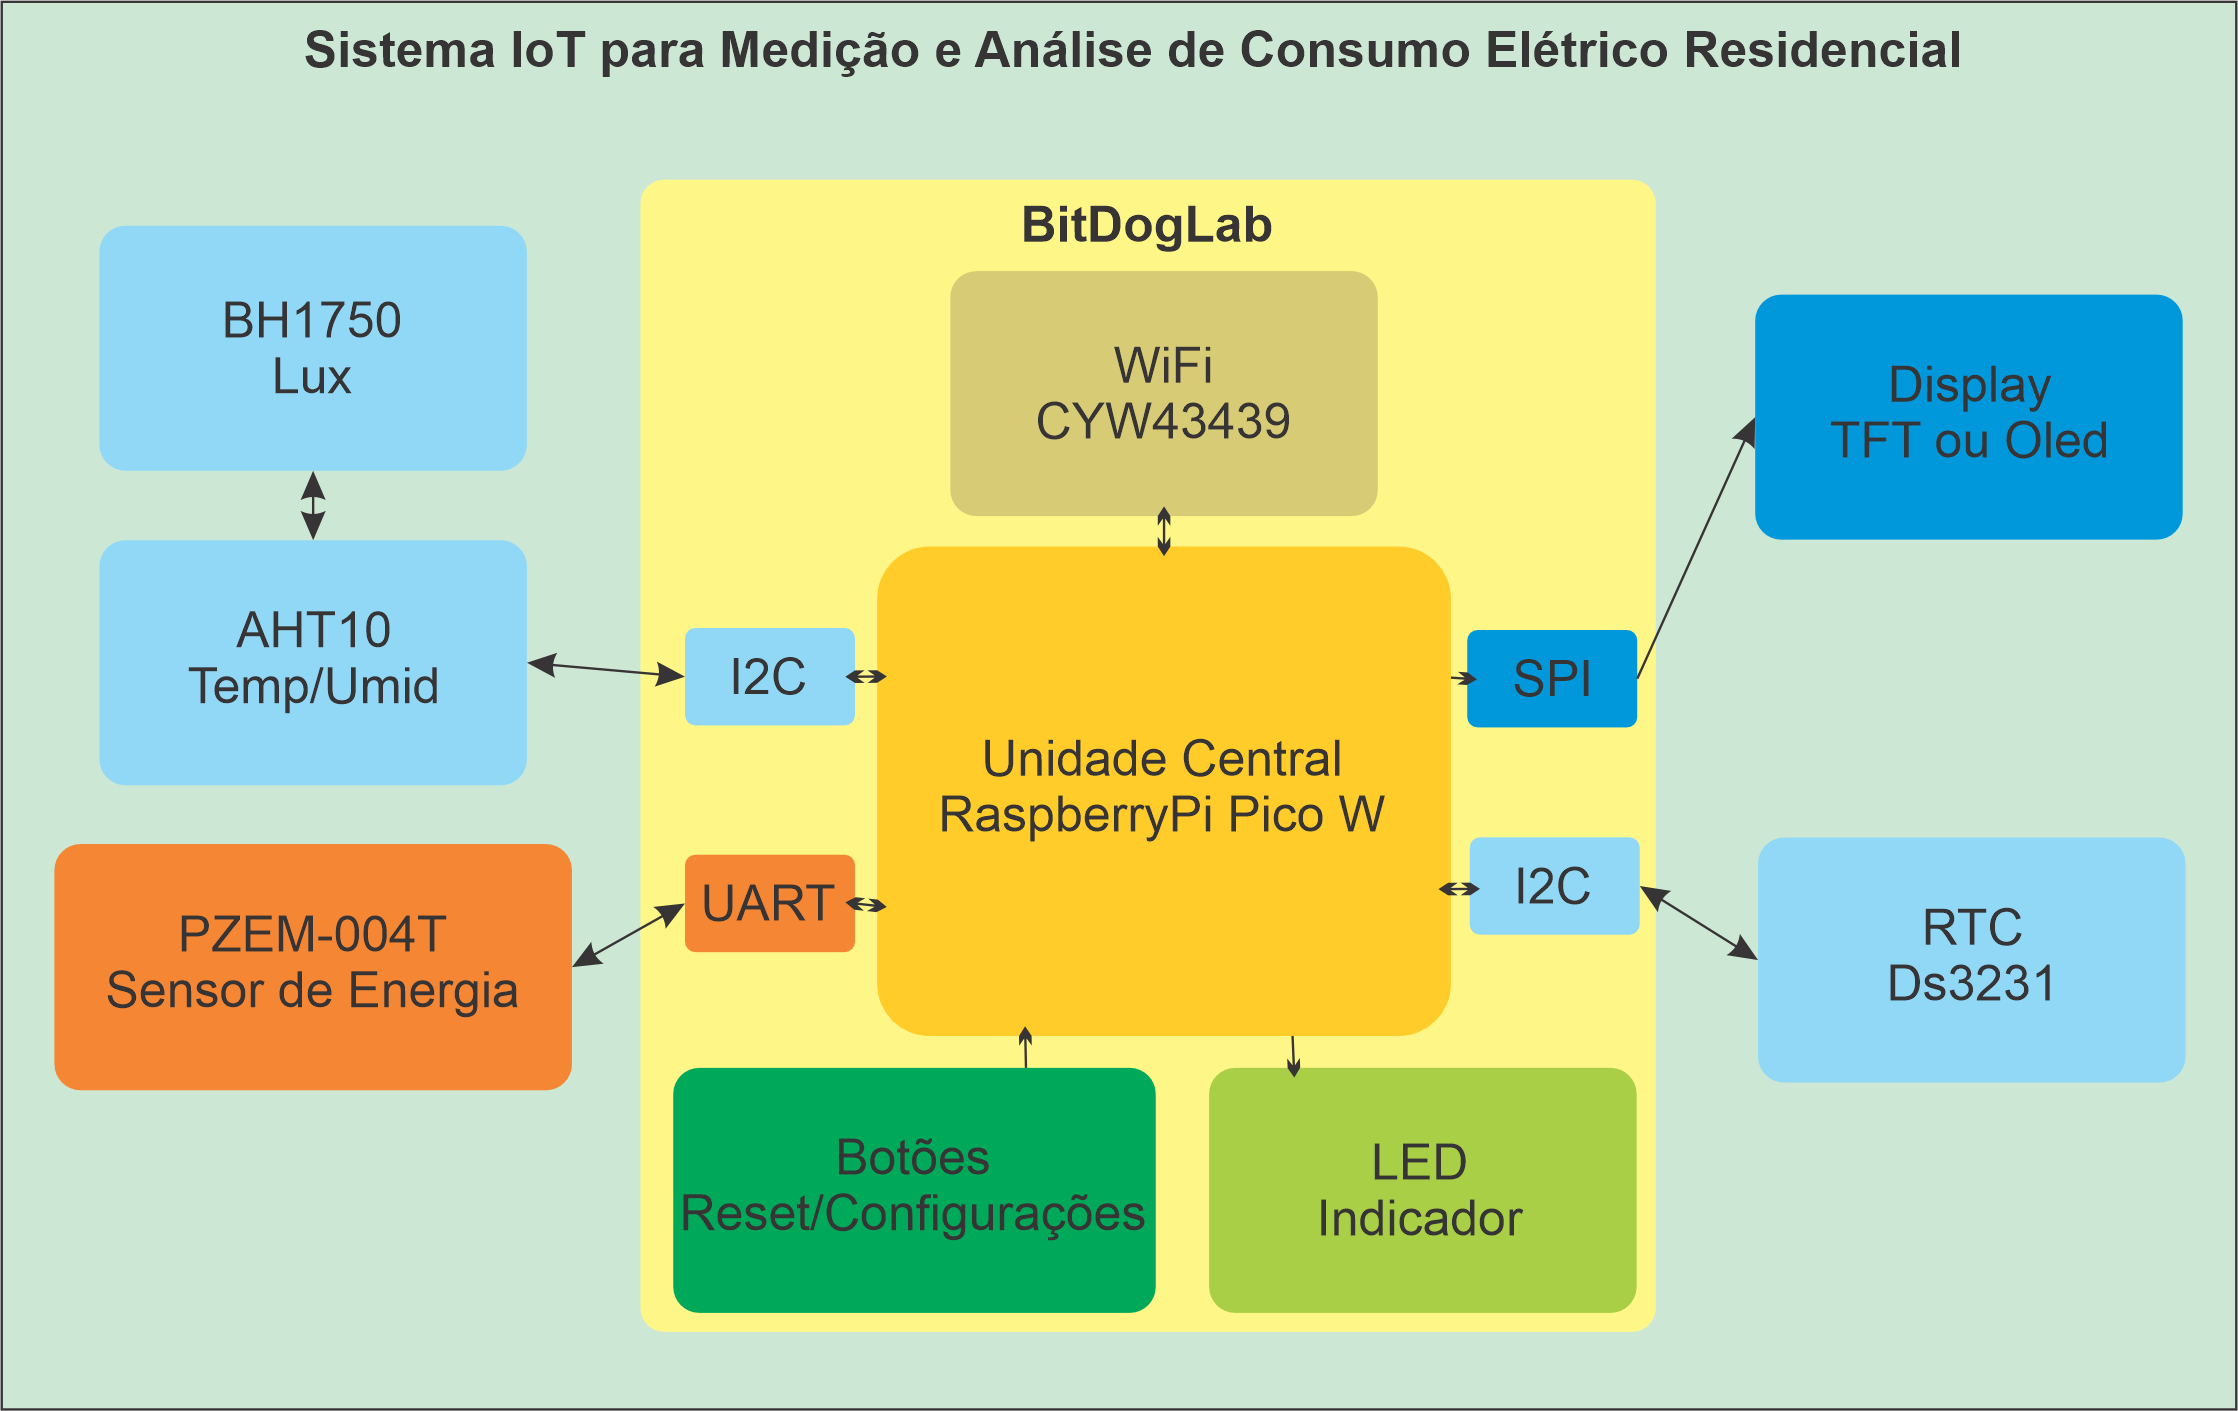 Sistema IoT para Medição e Análise de Consumo Elétrico Residencial
BitDogLab
BH1750
Lux
WiFi
CYW43439
Display
TFT ou Oled
AHT10
Temp/Umid
I2C
SPI
Unidade Central
RaspberryPi Pico W
UART
I2C
PZEM-004T
Sensor de Energia
RTC
Ds3231
Botões
Reset/Configurações
LED
Indicador